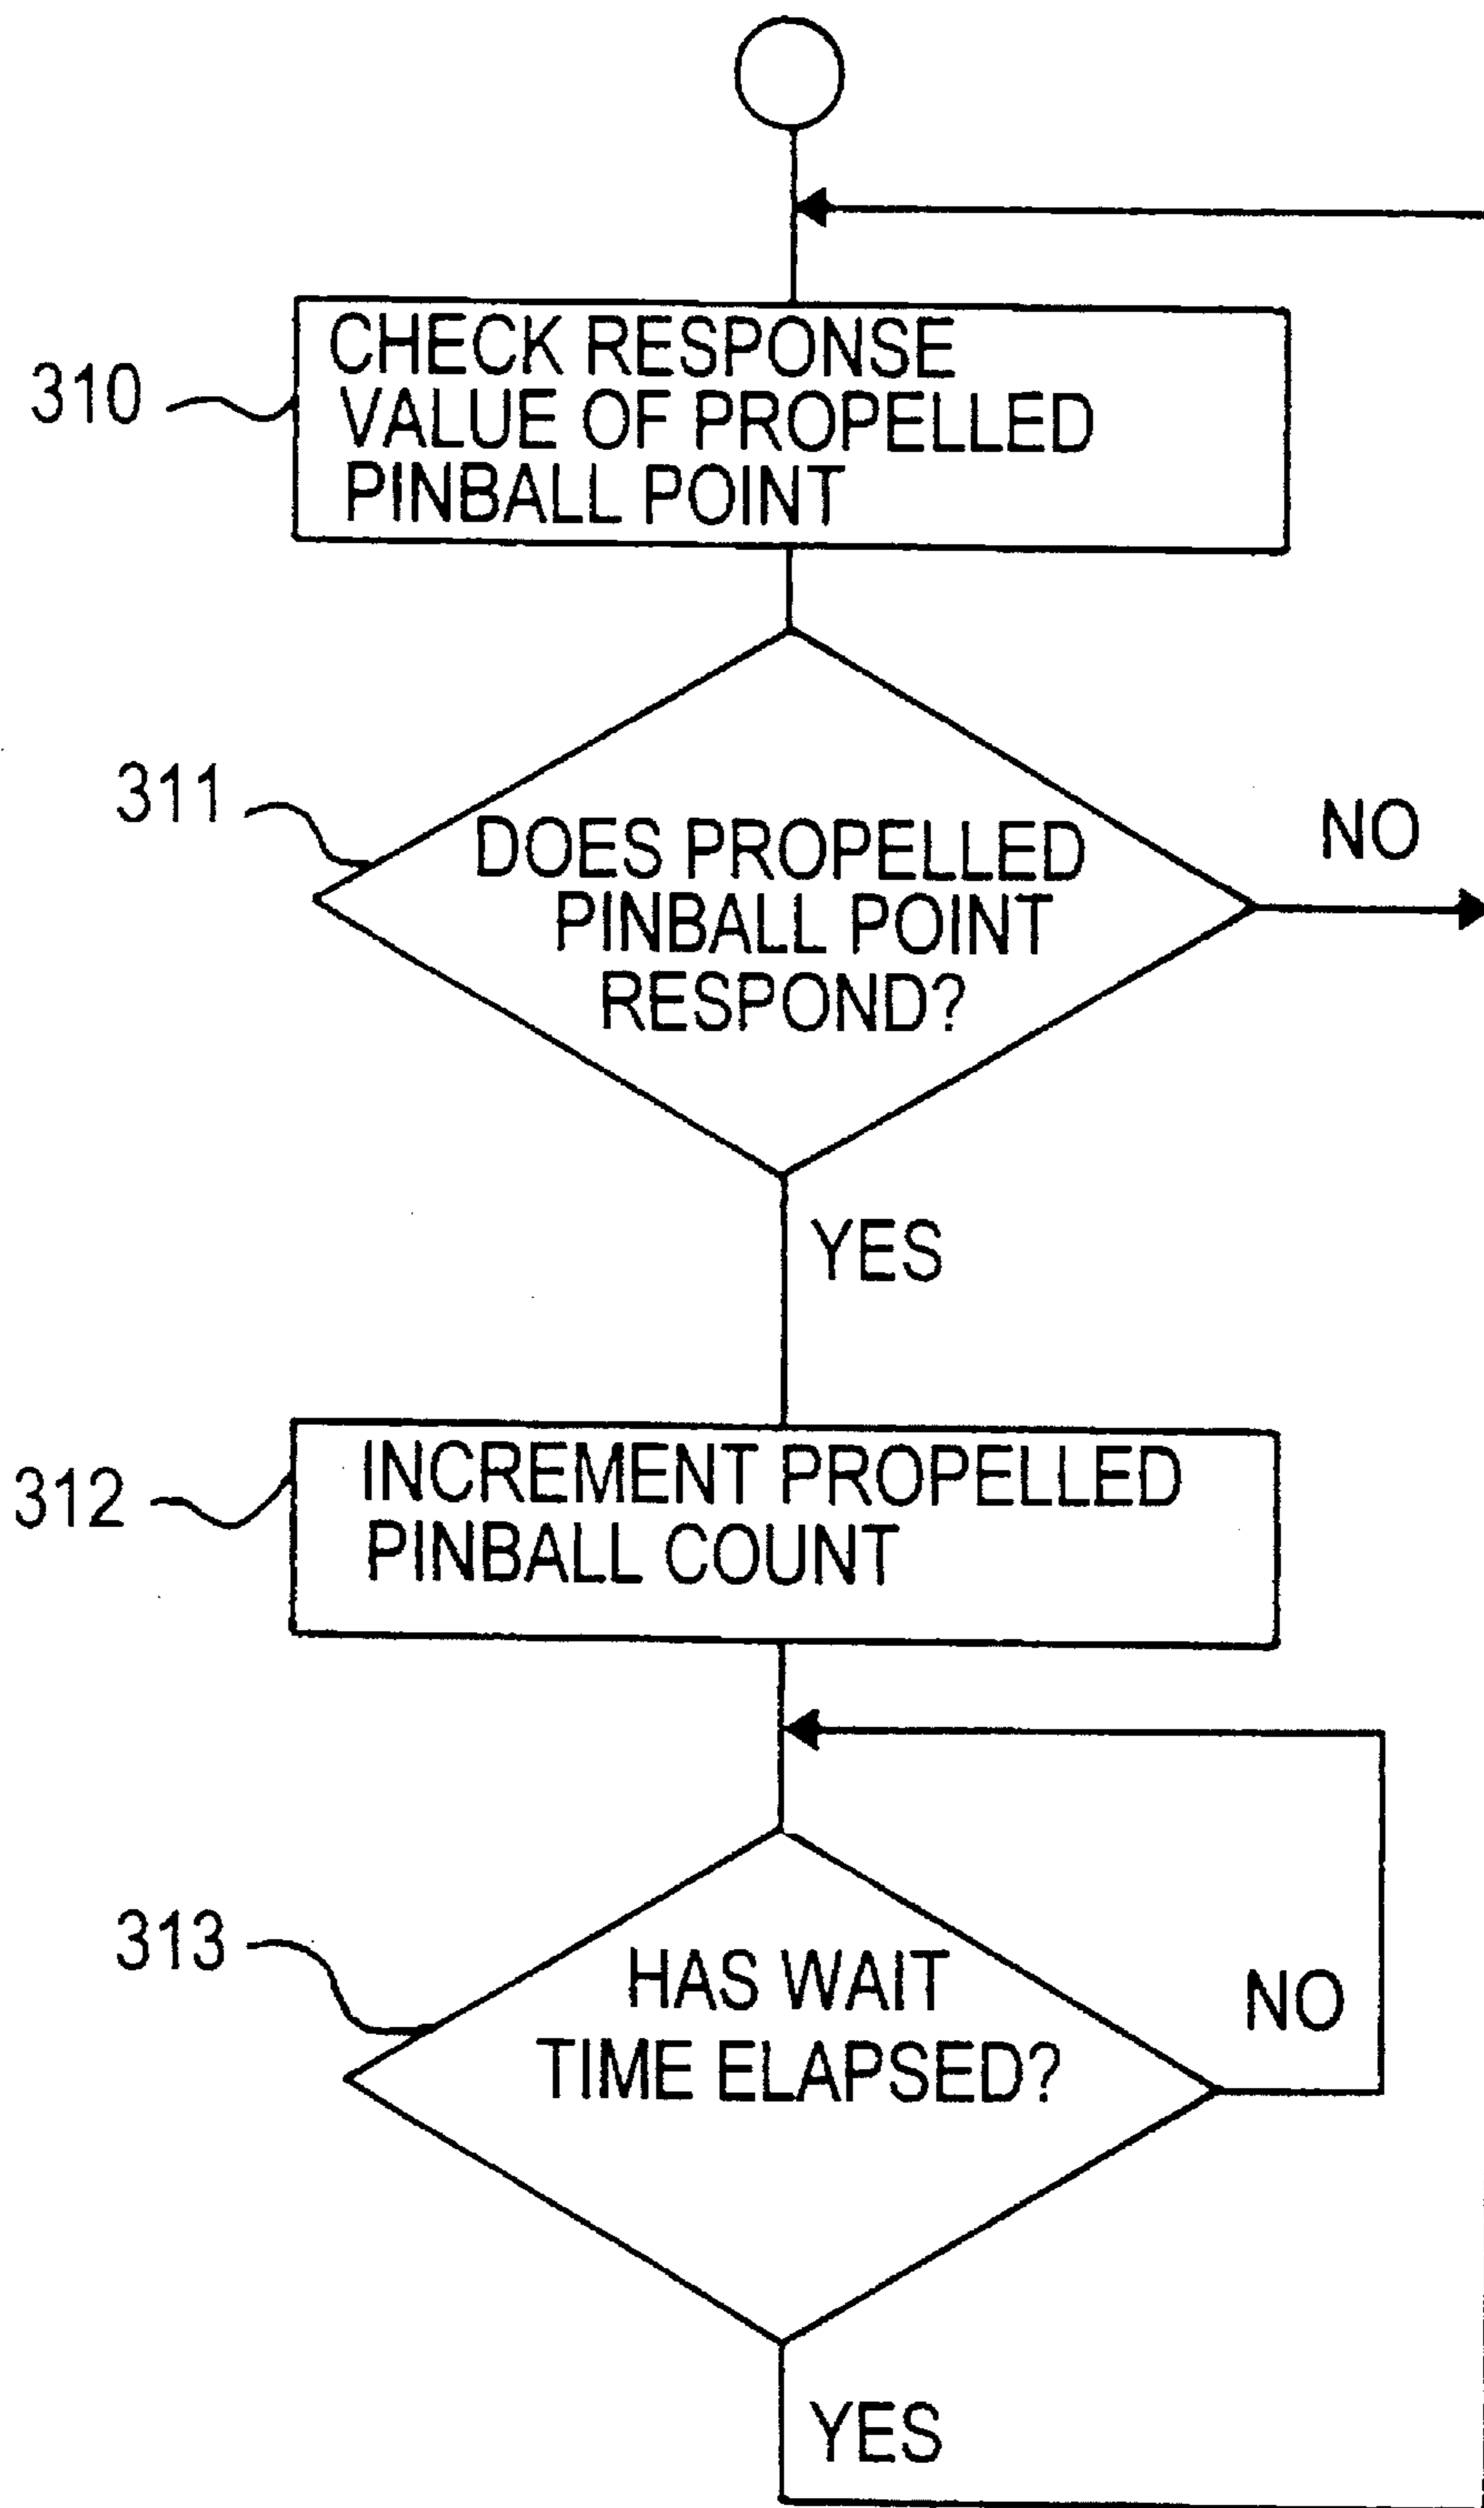 310
CHECK RESPONSE
VALUE OF PROPELLED
PINBALL POINT
311
DOES PROPELLED
PINBALL POINT
RESPOND?
NO
YES
312
INCREMENT PROPELLED
PINBALL COUNT
313
HAS WAIT
TIME ELAPSED?
NO
YES